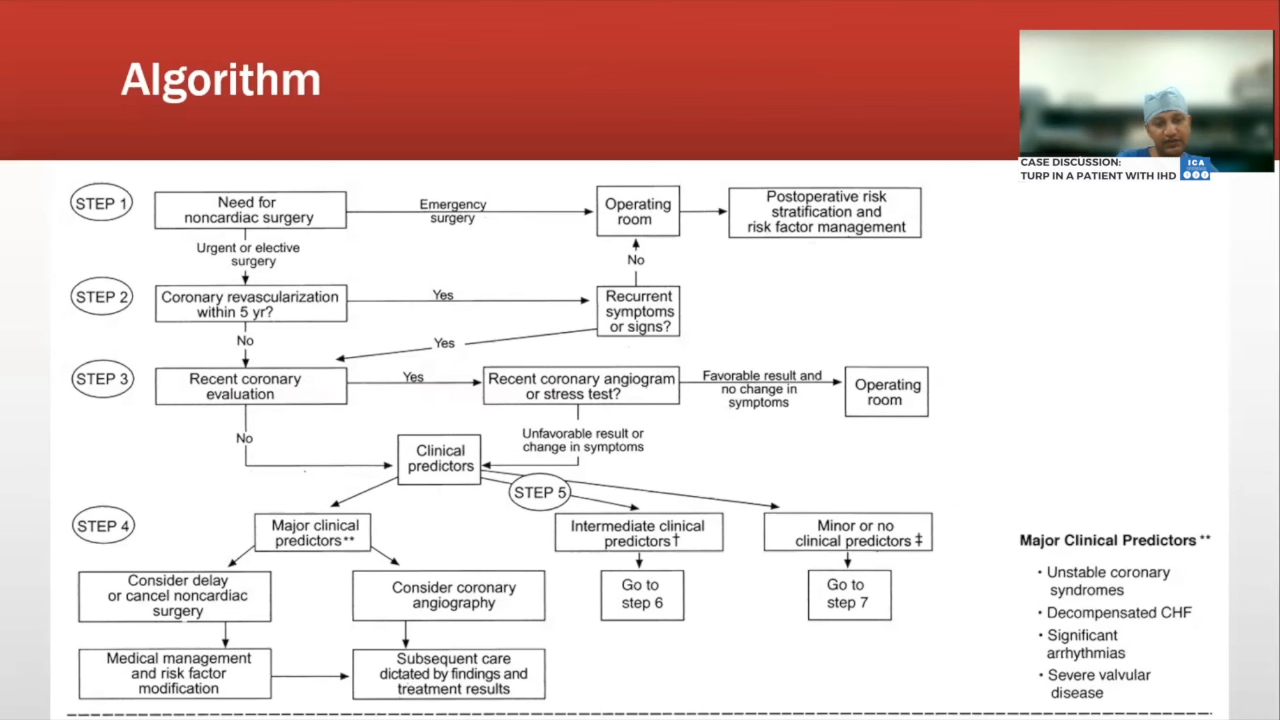 Algorithm
CASE DISCUSSION:
TURP IN A PATIENT WITH IHD
ICA
STEP 1
Need for
noncardiac surgery
Emergency
surgery
Operating
room
Postoperative risk
stratification and
risk factor management
Urgent or elective
surgery
No
STEP 2
Coronary revascularization
within 5 yr?
Yes
Recurrent
symptoms
or signs?
No
Yes
STEP 3
Recent coronary
evaluation
Yes
Recent coronary angiogram
or stress test?
Favorable result and
no change in
symptoms
Operating
room
No
Unfavorable result or
change in symptoms
Clinical
predictors
STEP 5
STEP 4
Major clinical
predictors**
Intermediate clinical
predictors†
Minor or no
clinical predictors ‡
Consider delay
or cancel noncardiac
surgery
Consider coronary
angiography
Go to
step 6
Go to
step 7
Medical management
and risk factor
modification
Subsequent care
dictated by findings and
treatment results
Major Clinical Predictors **
• Unstable coronary
syndromes
• Decompensated CHF
• Significant
arrhythmias
• Severe valvular
disease